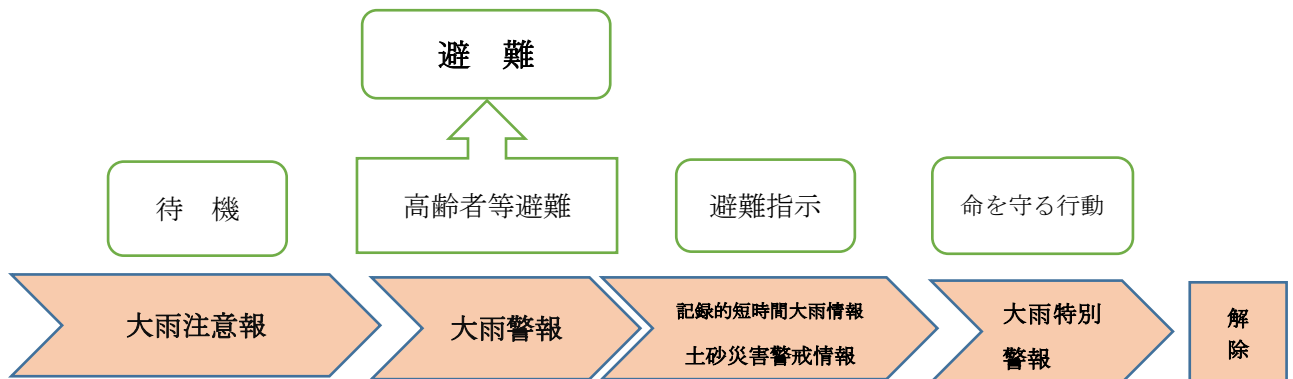 避　難
待　機
高齢者等避難
避難指示
命を守る行動
大雨注意報
大雨警報
記録的短時間大雨情報
土砂災害警戒情報
大雨特別
警報
解
除